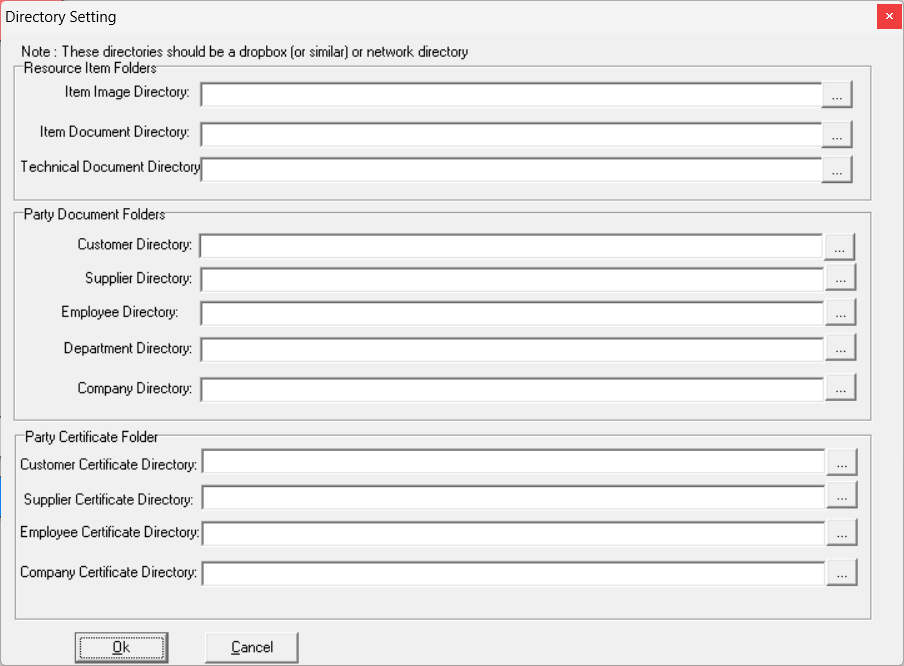 Directory Setting
Note : These directories should be a dropbox (or similar) or network directory
Resource Item Folders
Item Image Directory: ...
Item Document Directory: ...
Technical Document Directory ...
Party Document Folders
Customer Directory: ...
Supplier Directory: ...
Employee Directory: ...
Department Directory: ...
Company Directory: ...
Party Certificate Folder
Customer Certificate Directory: ...
Supplier Certificate Directory: ...
Employee Certificate Directory: ...
Company Certificate Directory: ...
Ok Cancel